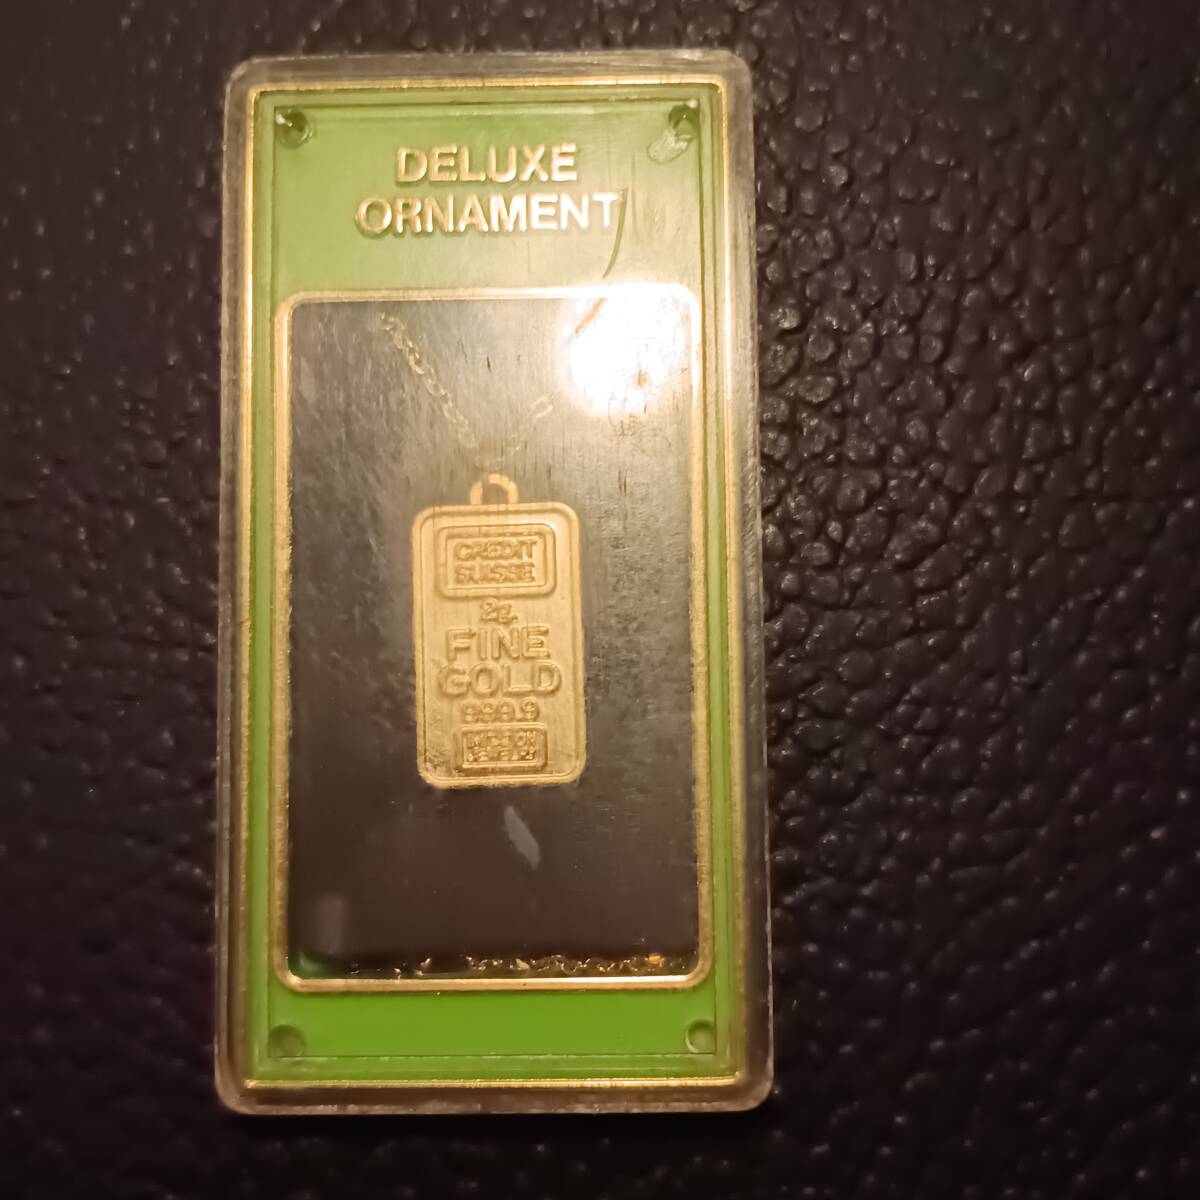 DELUXE
ORNAMENT
CREDIT
SUISSE
2g.
FINE
GOLD
999.9